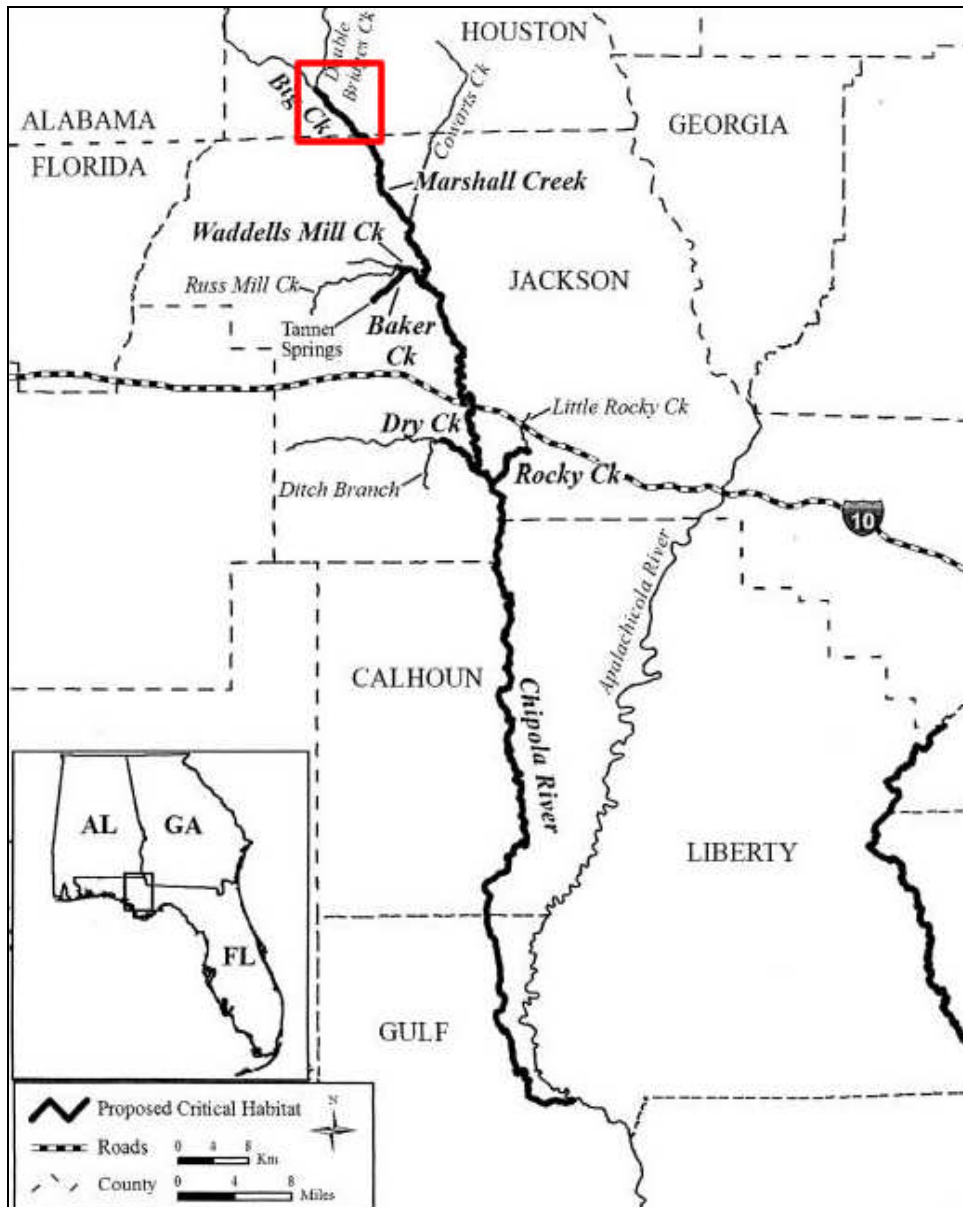 HOUSTON
Double
Bridges Ck
Big Ck
Cowarts Ck
ALABAMA
GEORGIA
FLORIDA
Marshall Creek
Waddells Mill Ck
JACKSON
Russ Mill Ck
Tanner
Springs
Baker
Ck
Little Rocky Ck
Dry Ck
Rocky Ck
Ditch Branch
10
Apalachicola River
CALHOUN
Chipola River
AL
GA
LIBERTY
FL
GULF
Proposed Critical Habitat
N
Roads
0 4 8
Km
County
0 4 8
Miles